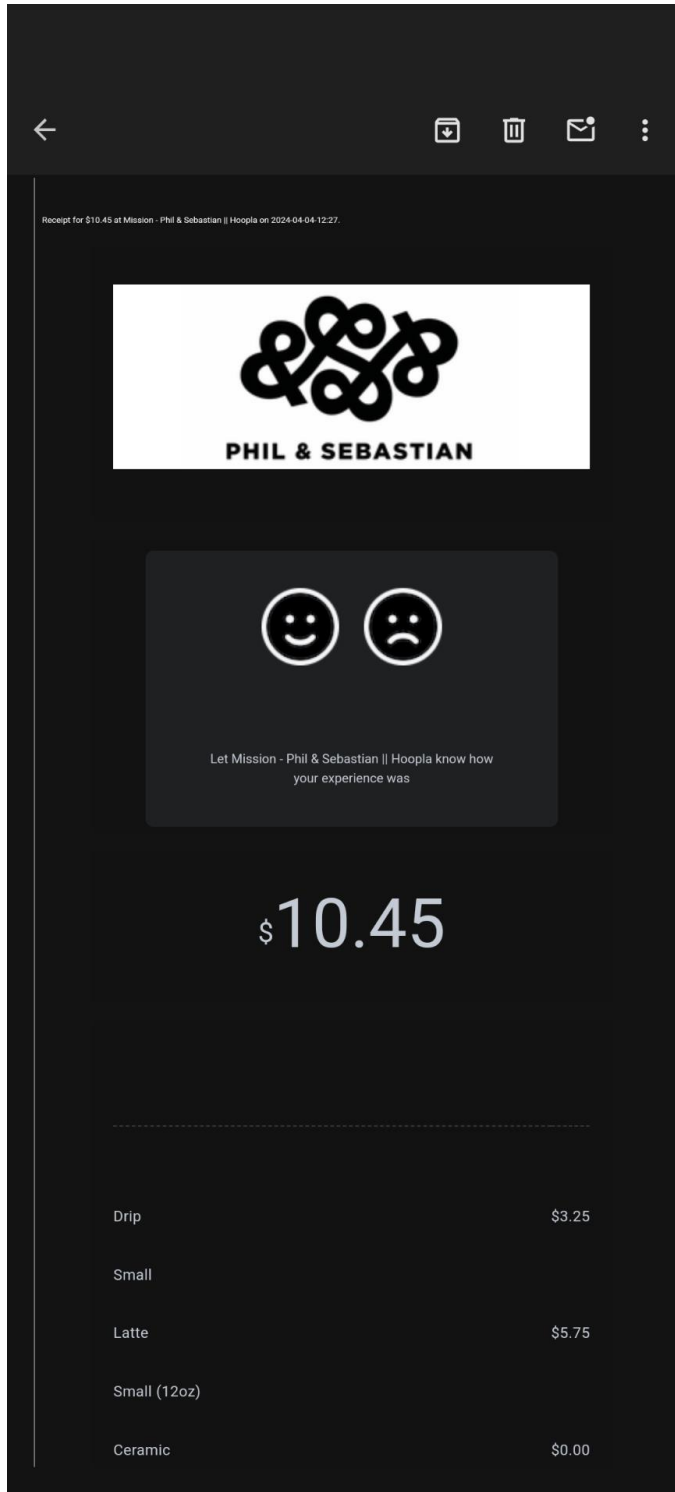 Receipt for $10.45 at Mission - Phil & Sebastian || Hoopla on 2024-04-04-12:27.
PHIL & SEBASTIAN
Let Mission - Phil & Sebastian || Hoopla know how
your experience was
$10.45
Drip $3.25
Small
Latte $5.75
Small (12oz)
Ceramic $0.00